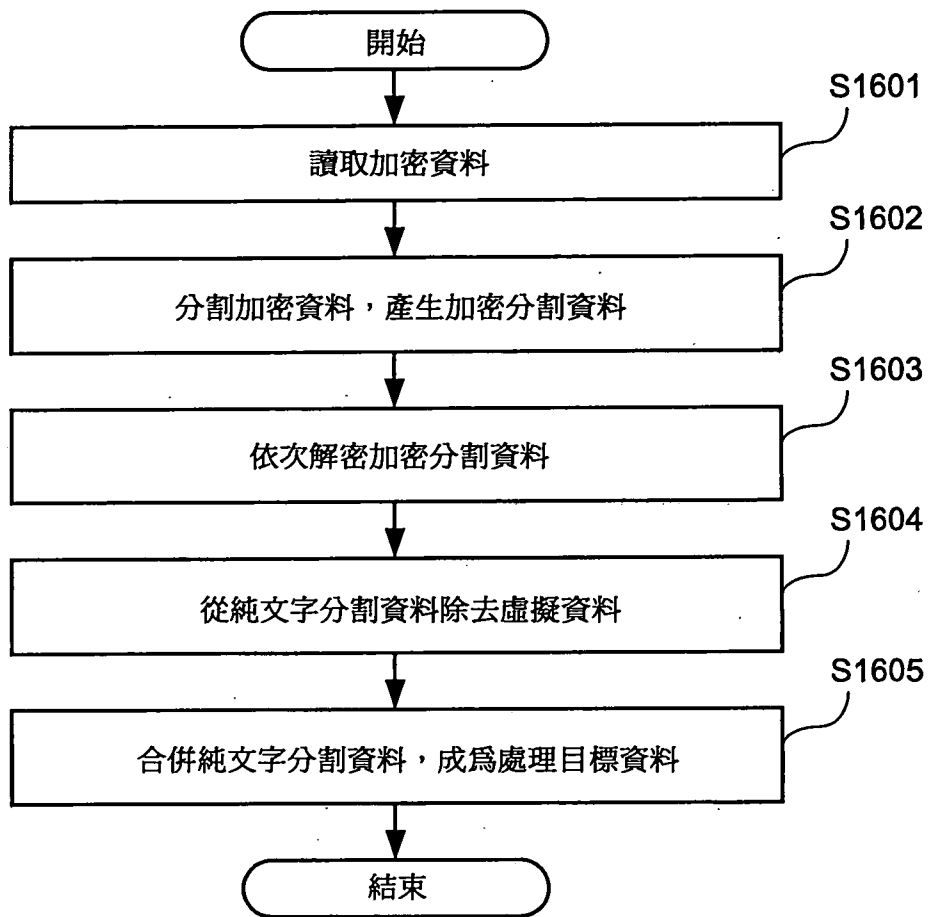 開始
S1601
讀取加密資料
S1602
分割加密資料，產生加密分割資料
S1603
依次解密加密分割資料
S1604
從純文字分割資料除去虛擬資料
S1605
合併純文字分割資料，成爲處理目標資料
結束